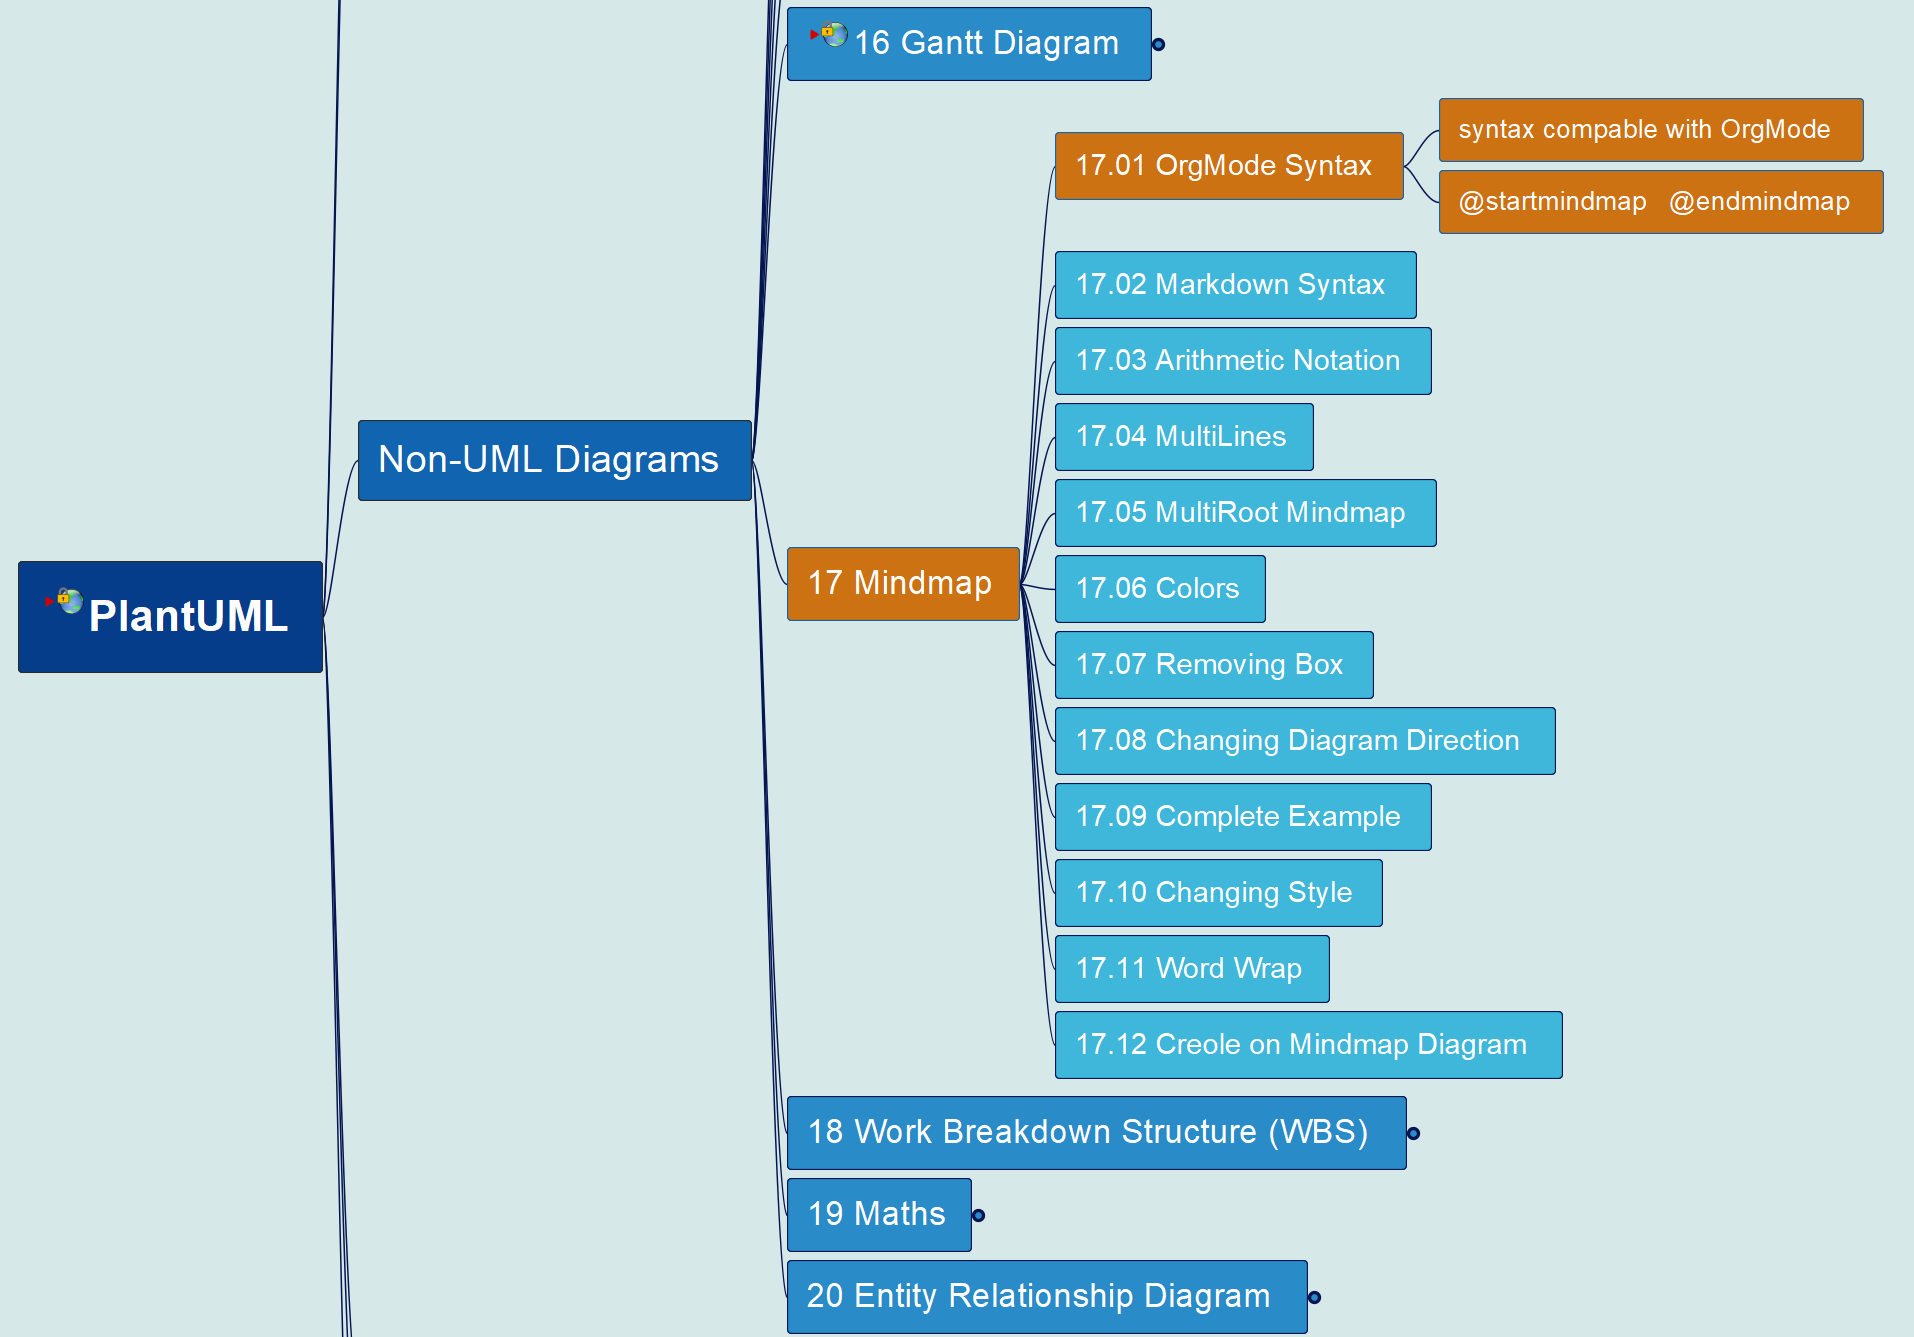 16 Gantt Diagram
17.01 OrgMode Syntax
syntax compable with OrgMode
@startmindmap   @endmindmap
17.02 Markdown Syntax
17.03 Arithmetic Notation
17.04 MultiLines
Non-UML Diagrams
17.05 MultiRoot Mindmap
17 Mindmap
17.06 Colors
PlantUML
17.07 Removing Box
17.08 Changing Diagram Direction
17.09 Complete Example
17.10 Changing Style
17.11 Word Wrap
17.12 Creole on Mindmap Diagram
18 Work Breakdown Structure (WBS)
19 Maths
20 Entity Relationship Diagram